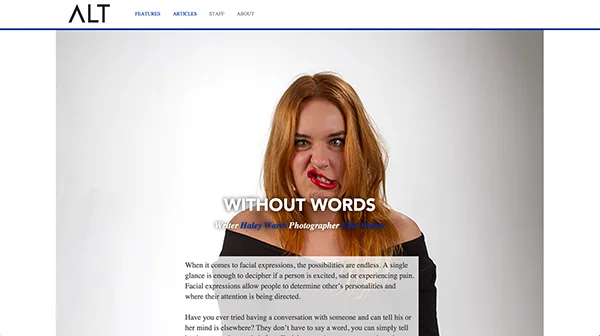 ALT
FEATURES ARTICLES STAFF ABOUT
WITHOUT WORDS
Writer Haley Photographer
When it comes to facial expressions, the possibilities are endless. A single
glance is enough to decipher if a person is excited, sad or experiencing pain.
Facial expressions allow people to determine other's personalities and
where their attention is being directed.
Have you ever tried having a conversation with someone and can tell his or
her mind is elsewhere? They don't have to say a word, you can simply tell